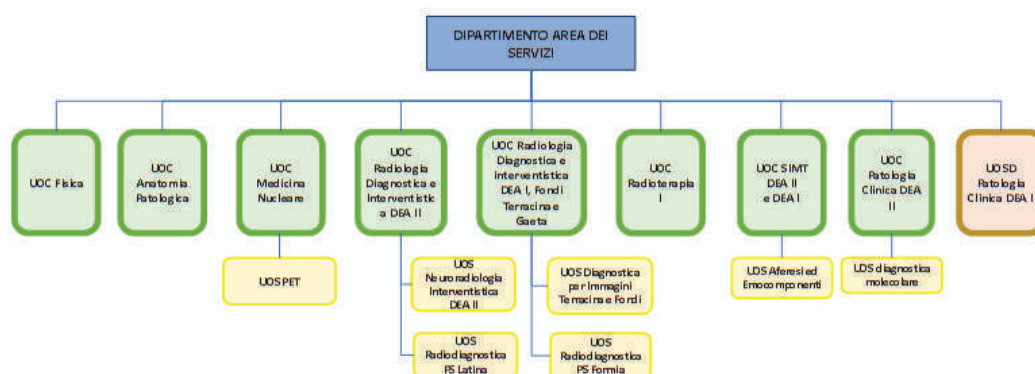 DIPARTIMENTO AREA DEI
SERVIZI
UOC Fisica
UOC
Anatomia
Patologica
UOC
Medicina
Nucleare
UOC
Radiologia
Diagnostica e
Interventistic
a DEA II
UOC Radiologia
Diagnostica e
Interventistica
DEA I, Fondi
Terracina e
Gaeta
UOC
Radioterapia
I
UOC SIMT
DEA II
e DEA I
UOC
Patologia
Clinica DEA
II
UOSD
Patologia
Clinica DEA I
UOS PET
UOS
Neuroradiologia
Interventistica
DEA II
UOS Diagnostica
per Immagini
Terracina e Fondi
UOS Aferesi ed
Emocomponenti
UOS diagnostica
molecolare
UOS
Radiodiagnostica
PS Latina
UOS
Radiodiagnostica
PS Formia